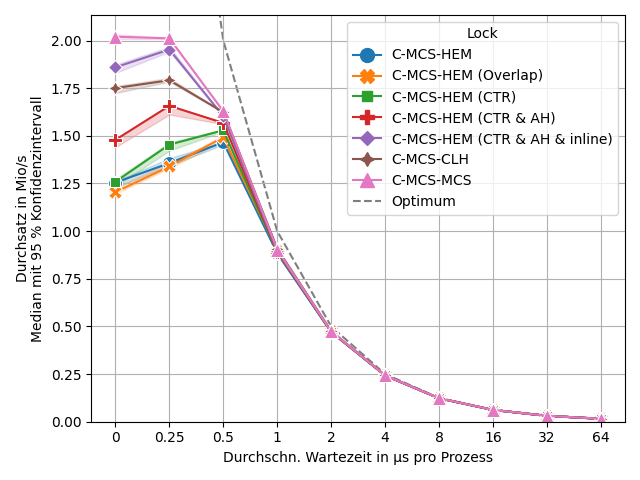 Lock
C-MCS-HEM
C-MCS-HEM (Overlap)
C-MCS-HEM (CTR)
C-MCS-HEM (CTR & AH)
C-MCS-HEM (CTR & AH & inline)
C-MCS-CLH
C-MCS-MCS
Optimum
Durchsatz in Mio/s
Median mit 95 % Konfidenzintervall
2.00
1.75
1.50
1.25
1.00
0.75
0.50
0.25
0.00
0 0.25 0.5 1 2 4 8 16 32 64
Durchschn. Wartezeit in µs pro Prozess